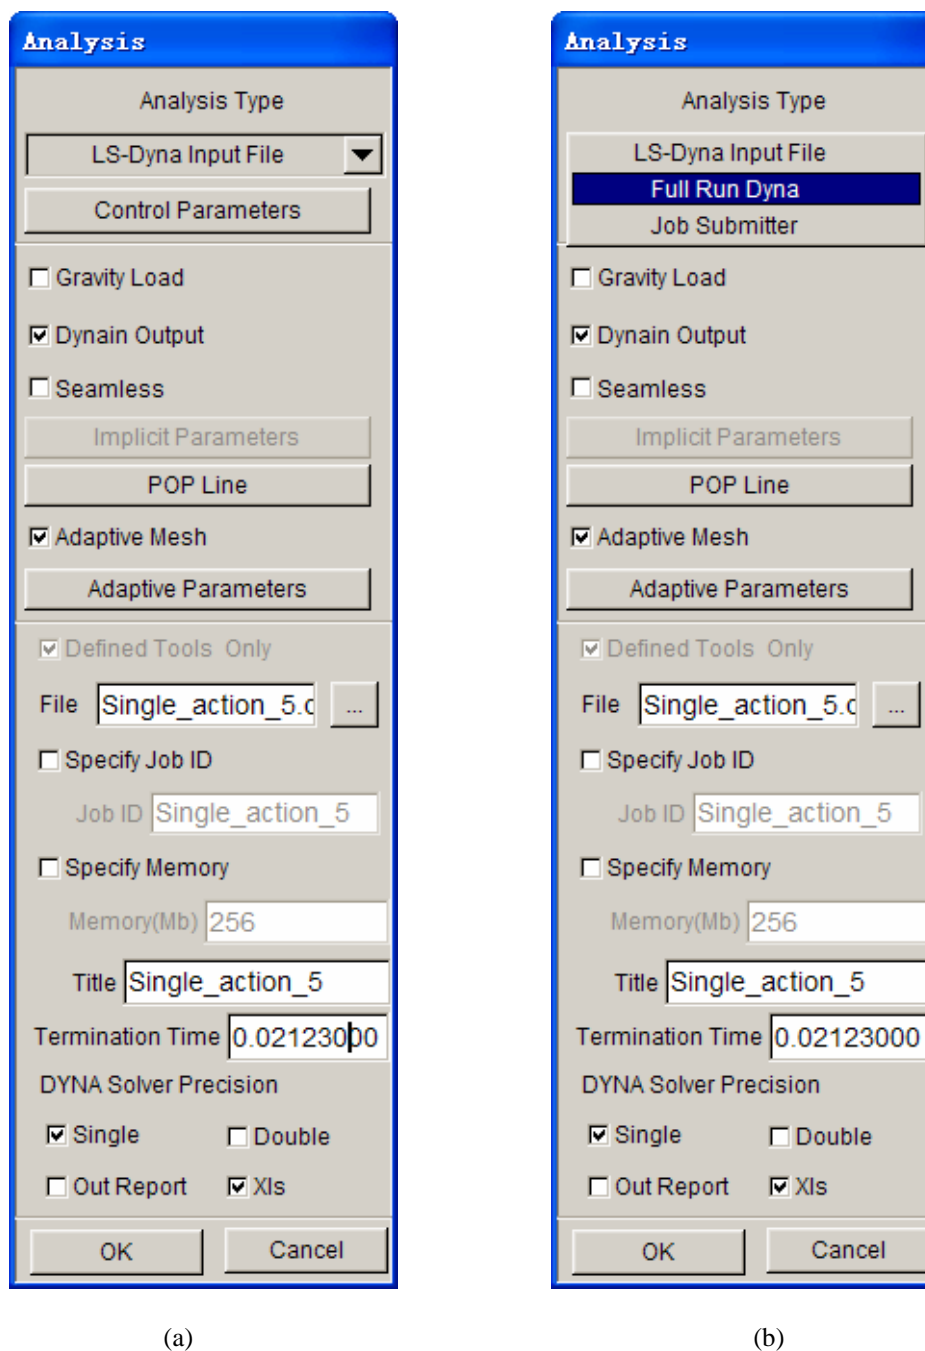 Analysis
Analysis Type
LS-Dyna Input File
Control Parameters
Gravity Load
Dynain Output
Seamless
Implicit Parameters
POP Line
Adaptive Mesh
Adaptive Parameters
Defined Tools Only
File Single_action_5.c ...
Specify Job ID
Job ID Single_action_5
Specify Memory
Memory(Mb) 256
Title Single_action_5
Termination Time 0.02123000
DYNA Solver Precision
Single Double
Out Report Xls
OK Cancel
(a)
Analysis
Analysis Type
LS-Dyna Input File
Full Run Dyna
Job Submitter
Gravity Load
Dynain Output
Seamless
Implicit Parameters
POP Line
Adaptive Mesh
Adaptive Parameters
Defined Tools Only
File Single_action_5.c ...
Specify Job ID
Job ID Single_action_5
Specify Memory
Memory(Mb) 256
Title Single_action_5
Termination Time 0.02123000
DYNA Solver Precision
Single Double
Out Report Xls
OK Cancel
(b)